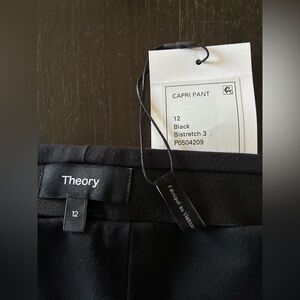 CAPRI PANT
12
Black
Bistretch 3
P0504209
Theory
12